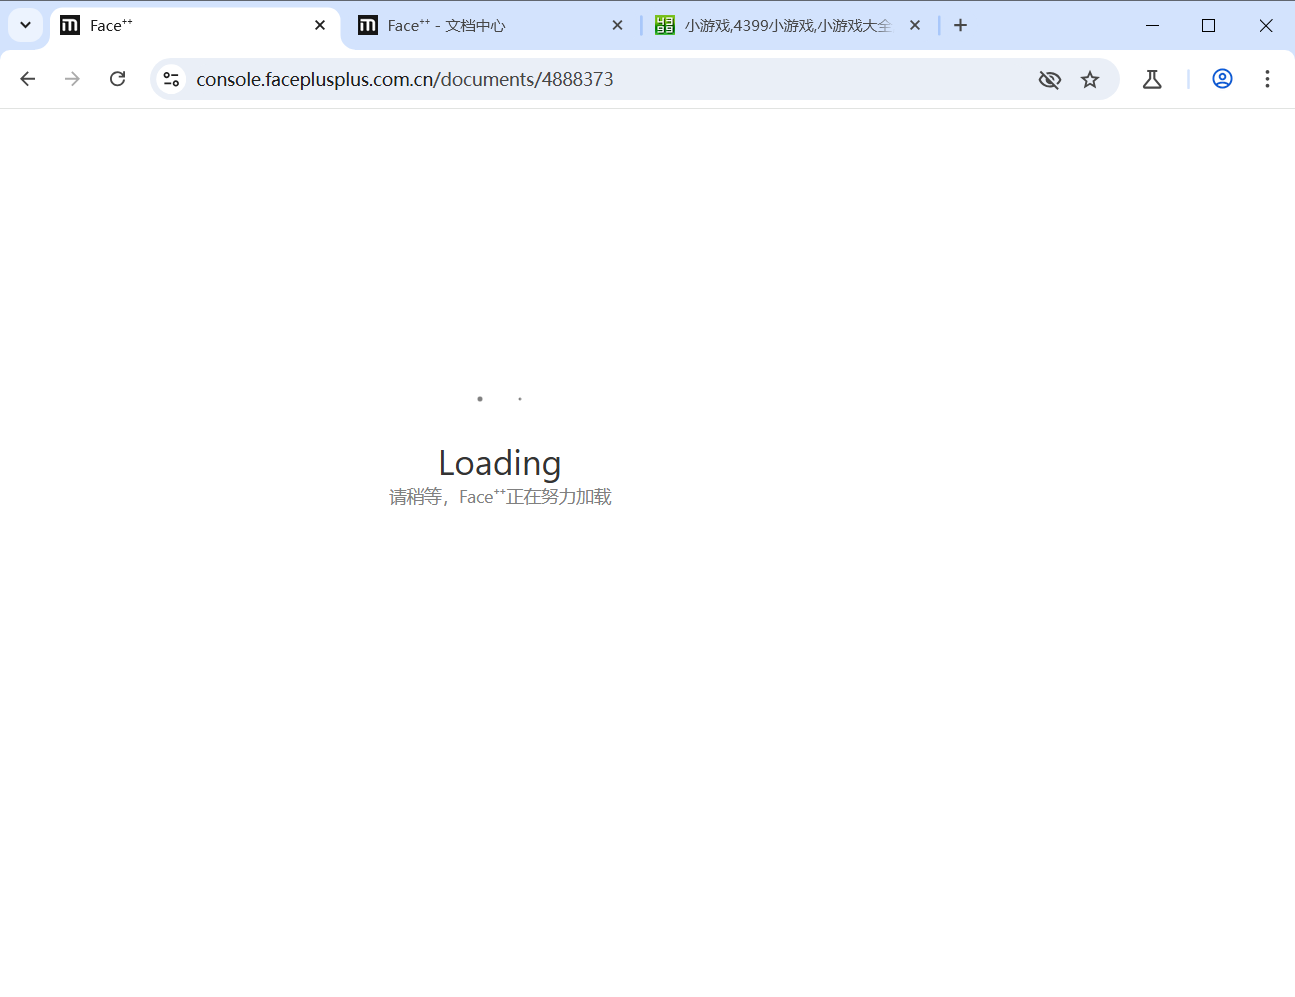 Face⁺⁺
Face⁺⁺ - 文档中心
小游戏,4399小游戏,小游戏大全
console.faceplusplus.com.cn/documents/4888373
Loading
请稍等，Face⁺⁺正在努力加载